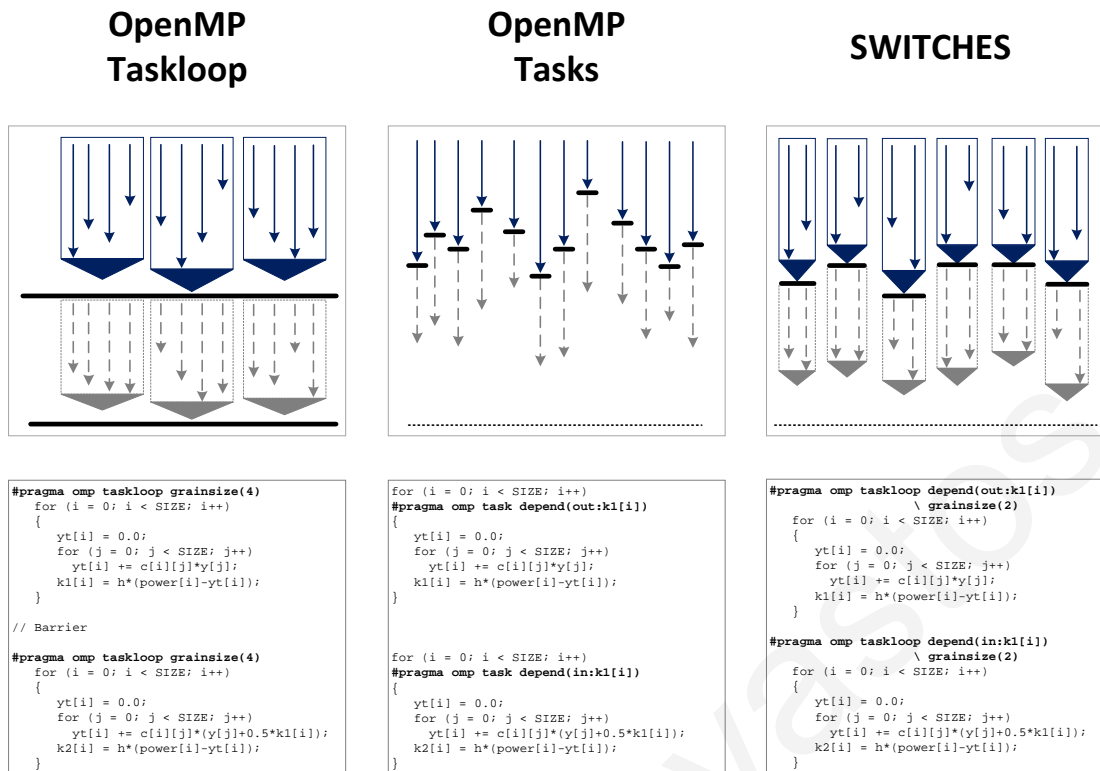 OpenMP
Taskloop
OpenMP
Tasks
SWITCHES
#pragma omp taskloop grainsize(4)
for (i = 0; i < SIZE; i++)
{
yt[i] = 0.0;
for (j = 0; j < SIZE; j++)
yt[i] += c[i][j]*y[j];
k1[i] = h*(power[i]-yt[i]);
}
// Barrier
#pragma omp taskloop grainsize(4)
for (i = 0; i < SIZE; i++)
{
yt[i] = 0.0;
for (j = 0; j < SIZE; j++)
yt[i] += c[i][j]*(y[j]+0.5*k1[i]);
k2[i] = h*(power[i]-yt[i]);
}
for (i = 0; i < SIZE; i++)
#pragma omp task depend(out:k1[i])
{
yt[i] = 0.0;
for (j = 0; j < SIZE; j++)
yt[i] += c[i][j]*y[j];
k1[i] = h*(power[i]-yt[i]);
}
for (i = 0; i < SIZE; i++)
#pragma omp task depend(in:k1[i])
{
yt[i] = 0.0;
for (j = 0; j < SIZE; j++)
yt[i] += c[i][j]*(y[j]+0.5*k1[i]);
k2[i] = h*(power[i]-yt[i]);
}
#pragma omp taskloop depend(out:k1[i])
\ grainsize(2)
for (i = 0; i < SIZE; i++)
{
yt[i] = 0.0;
for (j = 0; j < SIZE; j++)
yt[i] += c[i][j]*y[j];
k1[i] = h*(power[i]-yt[i]);
}
#pragma omp taskloop depend(in:k1[i])
\ grainsize(2)
for (i = 0; i < SIZE; i++)
{
yt[i] = 0.0;
for (j = 0; j < SIZE; j++)
yt[i] += c[i][j]*(y[j]+0.5*k1[i]);
k2[i] = h*(power[i]-yt[i]);
}